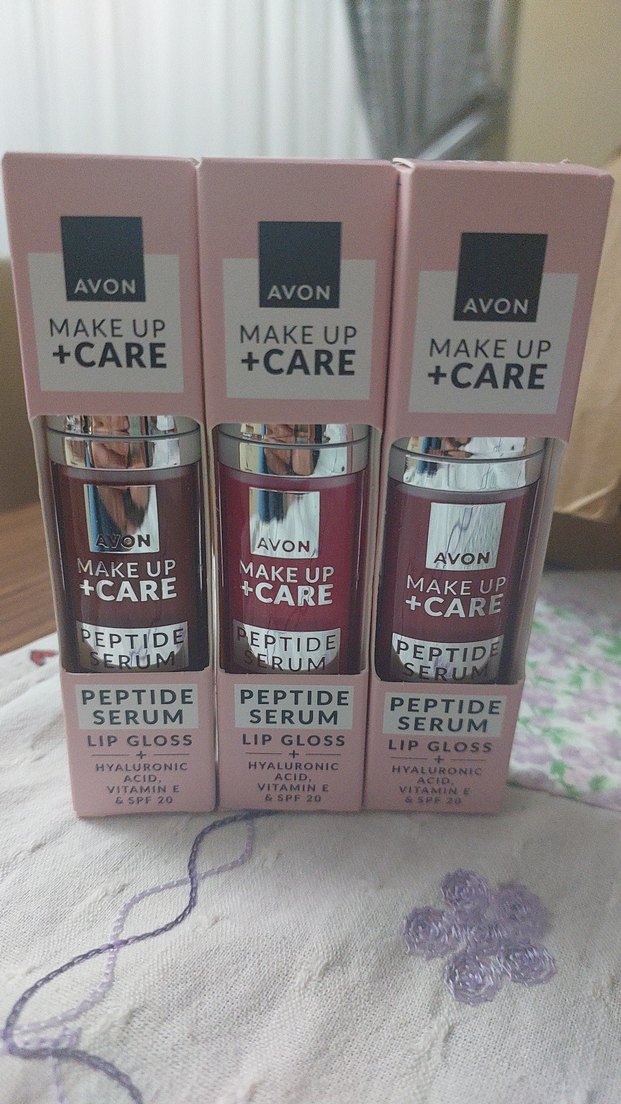 AVON
MAKE UP
+CARE
AVON
MAKE UP
+CARE
PEPTIDE
SERUM
PEPTIDE
SERUM
LIP GLOSS
+
HYALURONIC
ACID,
VITAMIN E
& SPF 20
AVON
MAKE UP
+CARE
AVON
MAKE UP
+CARE
PEPTIDE
SERUM
PEPTIDE
SERUM
LIP GLOSS
+
HYALURONIC
ACID,
VITAMIN E
& SPF 20
AVON
MAKE UP
+CARE
AVON
MAKE UP
+CARE
PEPTIDE
SERUM
PEPTIDE
SERUM
LIP GLOSS
+
HYALURONIC
ACID,
VITAMIN E
& SPF 20